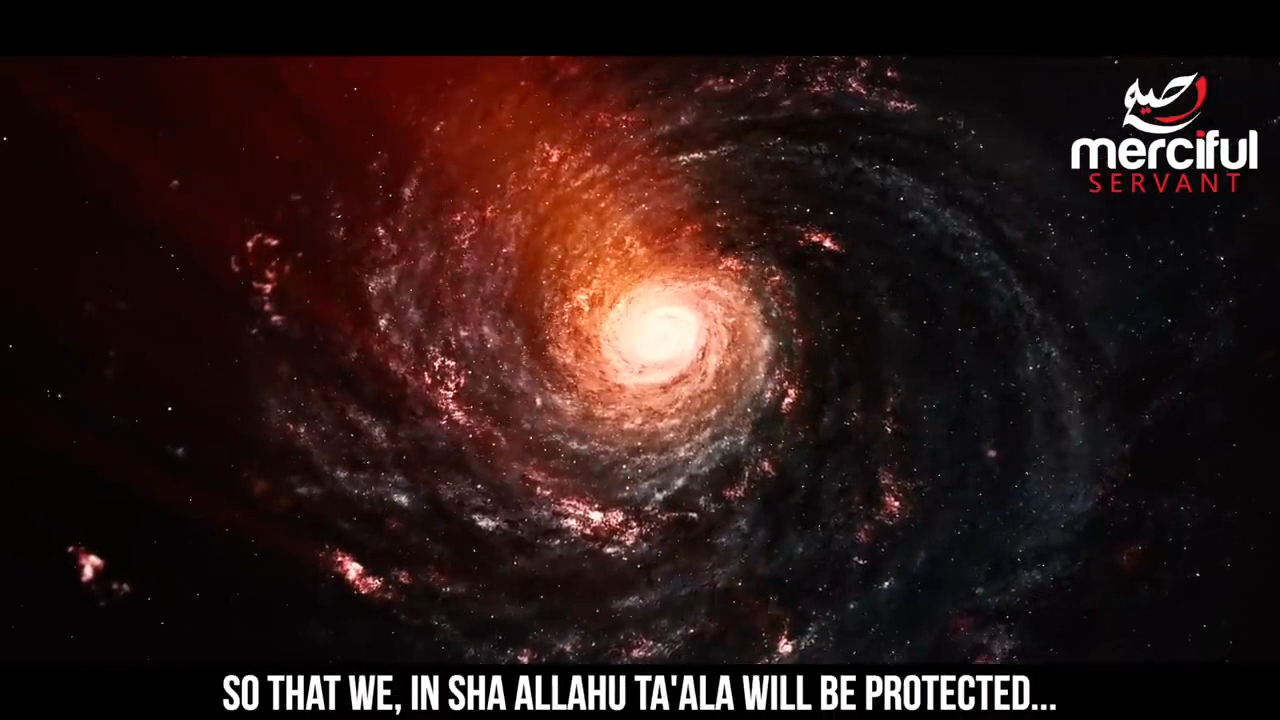 رحيم
merciful
SERVANT
SO THAT WE, IN SHA ALLAHU TA'ALA WILL BE PROTECTED...